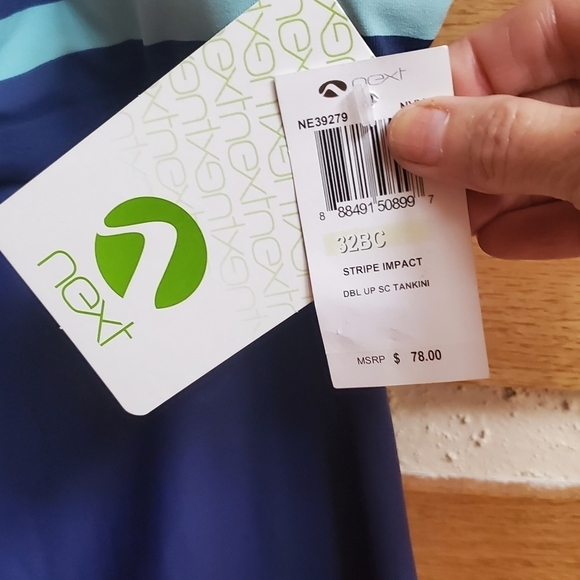 next
next
NE39279
8 88491 50899 7
32BC
STRIPE IMPACT
DBL UP SC TANKINI
MSRP $ 78.00